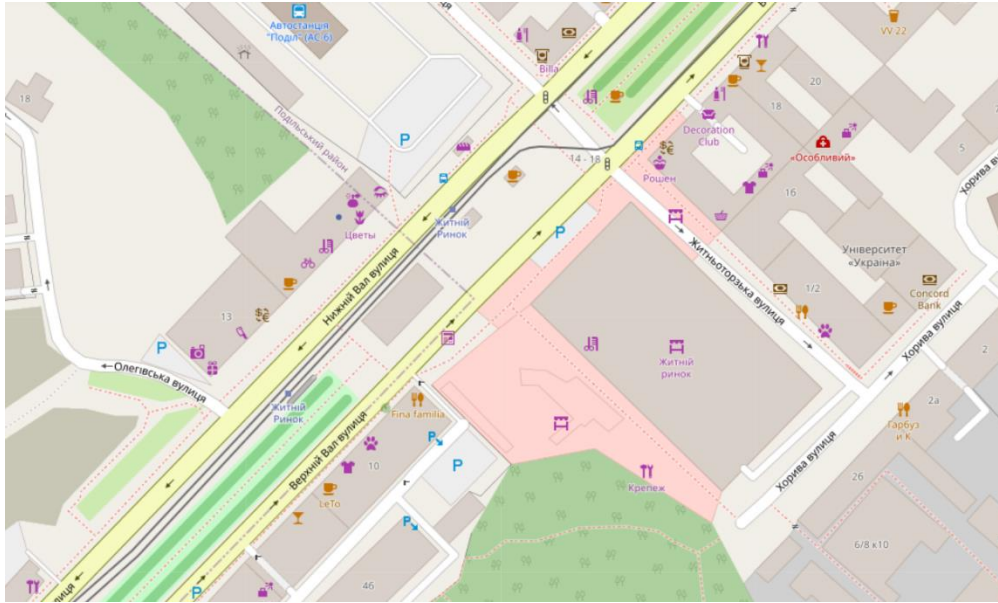 Автостанція
"Поділ" (АС 6)
VV 22
Billa
20
18
Подільський район
18
Decoration
Club
«Особливий»
5
14 - 18
Рошен
16
Хорива в
Житній
Ринок
Цветы
Житньоторзька вулиця
Університет
«Україна»
Нижній Вал вулиця
1/2
Concord
Bank
13
Хорива вулиця
Житній
ринок
2
Олегівська вулиця
Житній
Ринок
Fina familia
2а
Гарбуз
и К
Верхній Вал вулиця
10
Крепеж
Хорива вулиця
26
LeTo
6/8 к10
46
улиця